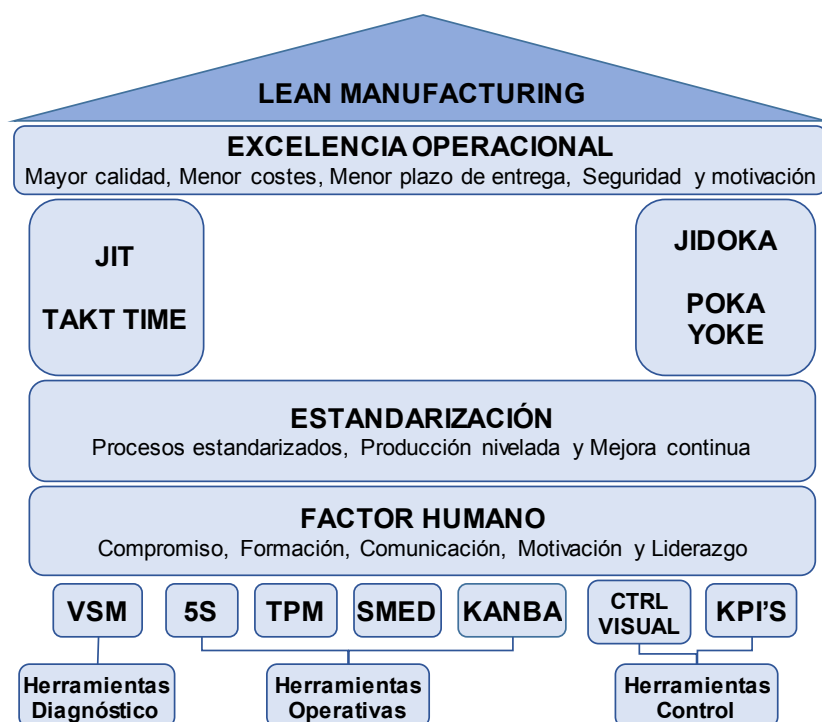 LEAN MANUFACTURING
EXCELENCIA OPERACIONAL
Mayor calidad, Menor costes, Menor plazo de entrega, Seguridad y motivación
JIT
TAKT TIME
JIDOKA
POKA
YOKE
ESTANDARIZACIÓN
Procesos estandarizados, Producción nivelada y Mejora continua
FACTOR HUMANO
Compromiso, Formación, Comunicación, Motivación y Liderazgo
VSM
5S
TPM
SMED
KANBA
CTRL
VISUAL
KPI'S
Herramientas
Diagnóstico
Herramientas
Operativas
Herramientas
Control